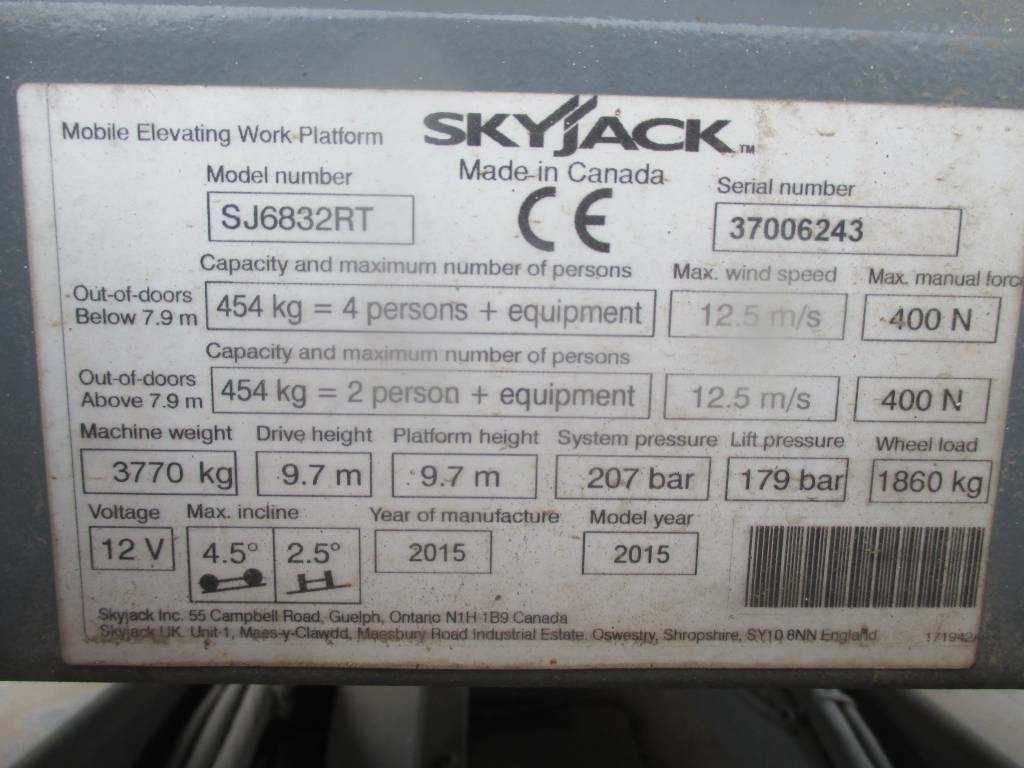 Mobile Elevating Work Platform
SKYJACK™
Made in Canada
Model number
SJ6832RT
CE
Serial number
37006243
Capacity and maximum number of persons Max. wind speed Max. manual forc
Out-of-doors
Below 7.9 m
454 kg = 4 persons + equipment 12.5 m/s 400 N
Capacity and maximum number of persons
Out-of-doors
Above 7.9 m
454 kg = 2 person + equipment 12.5 m/s 400 N
Machine weight Drive height Platform height System pressure Lift pressure Wheel load
3770 kg 9.7 m 9.7 m 207 bar 179 bar 1860 kg
Voltage Max. incline Year of manufacture Model year
12 V 4.5° 2.5° 2015 2015
Skyjack Inc. 55 Campbell Road, Guelph, Ontario N1H 1B9 Canada
Skyjack UK. Unit 1, Maes-y-Clawdd, Maesbury Road Industrial Estate. Oswestry, Shropshire, SY10 8NN England 171942